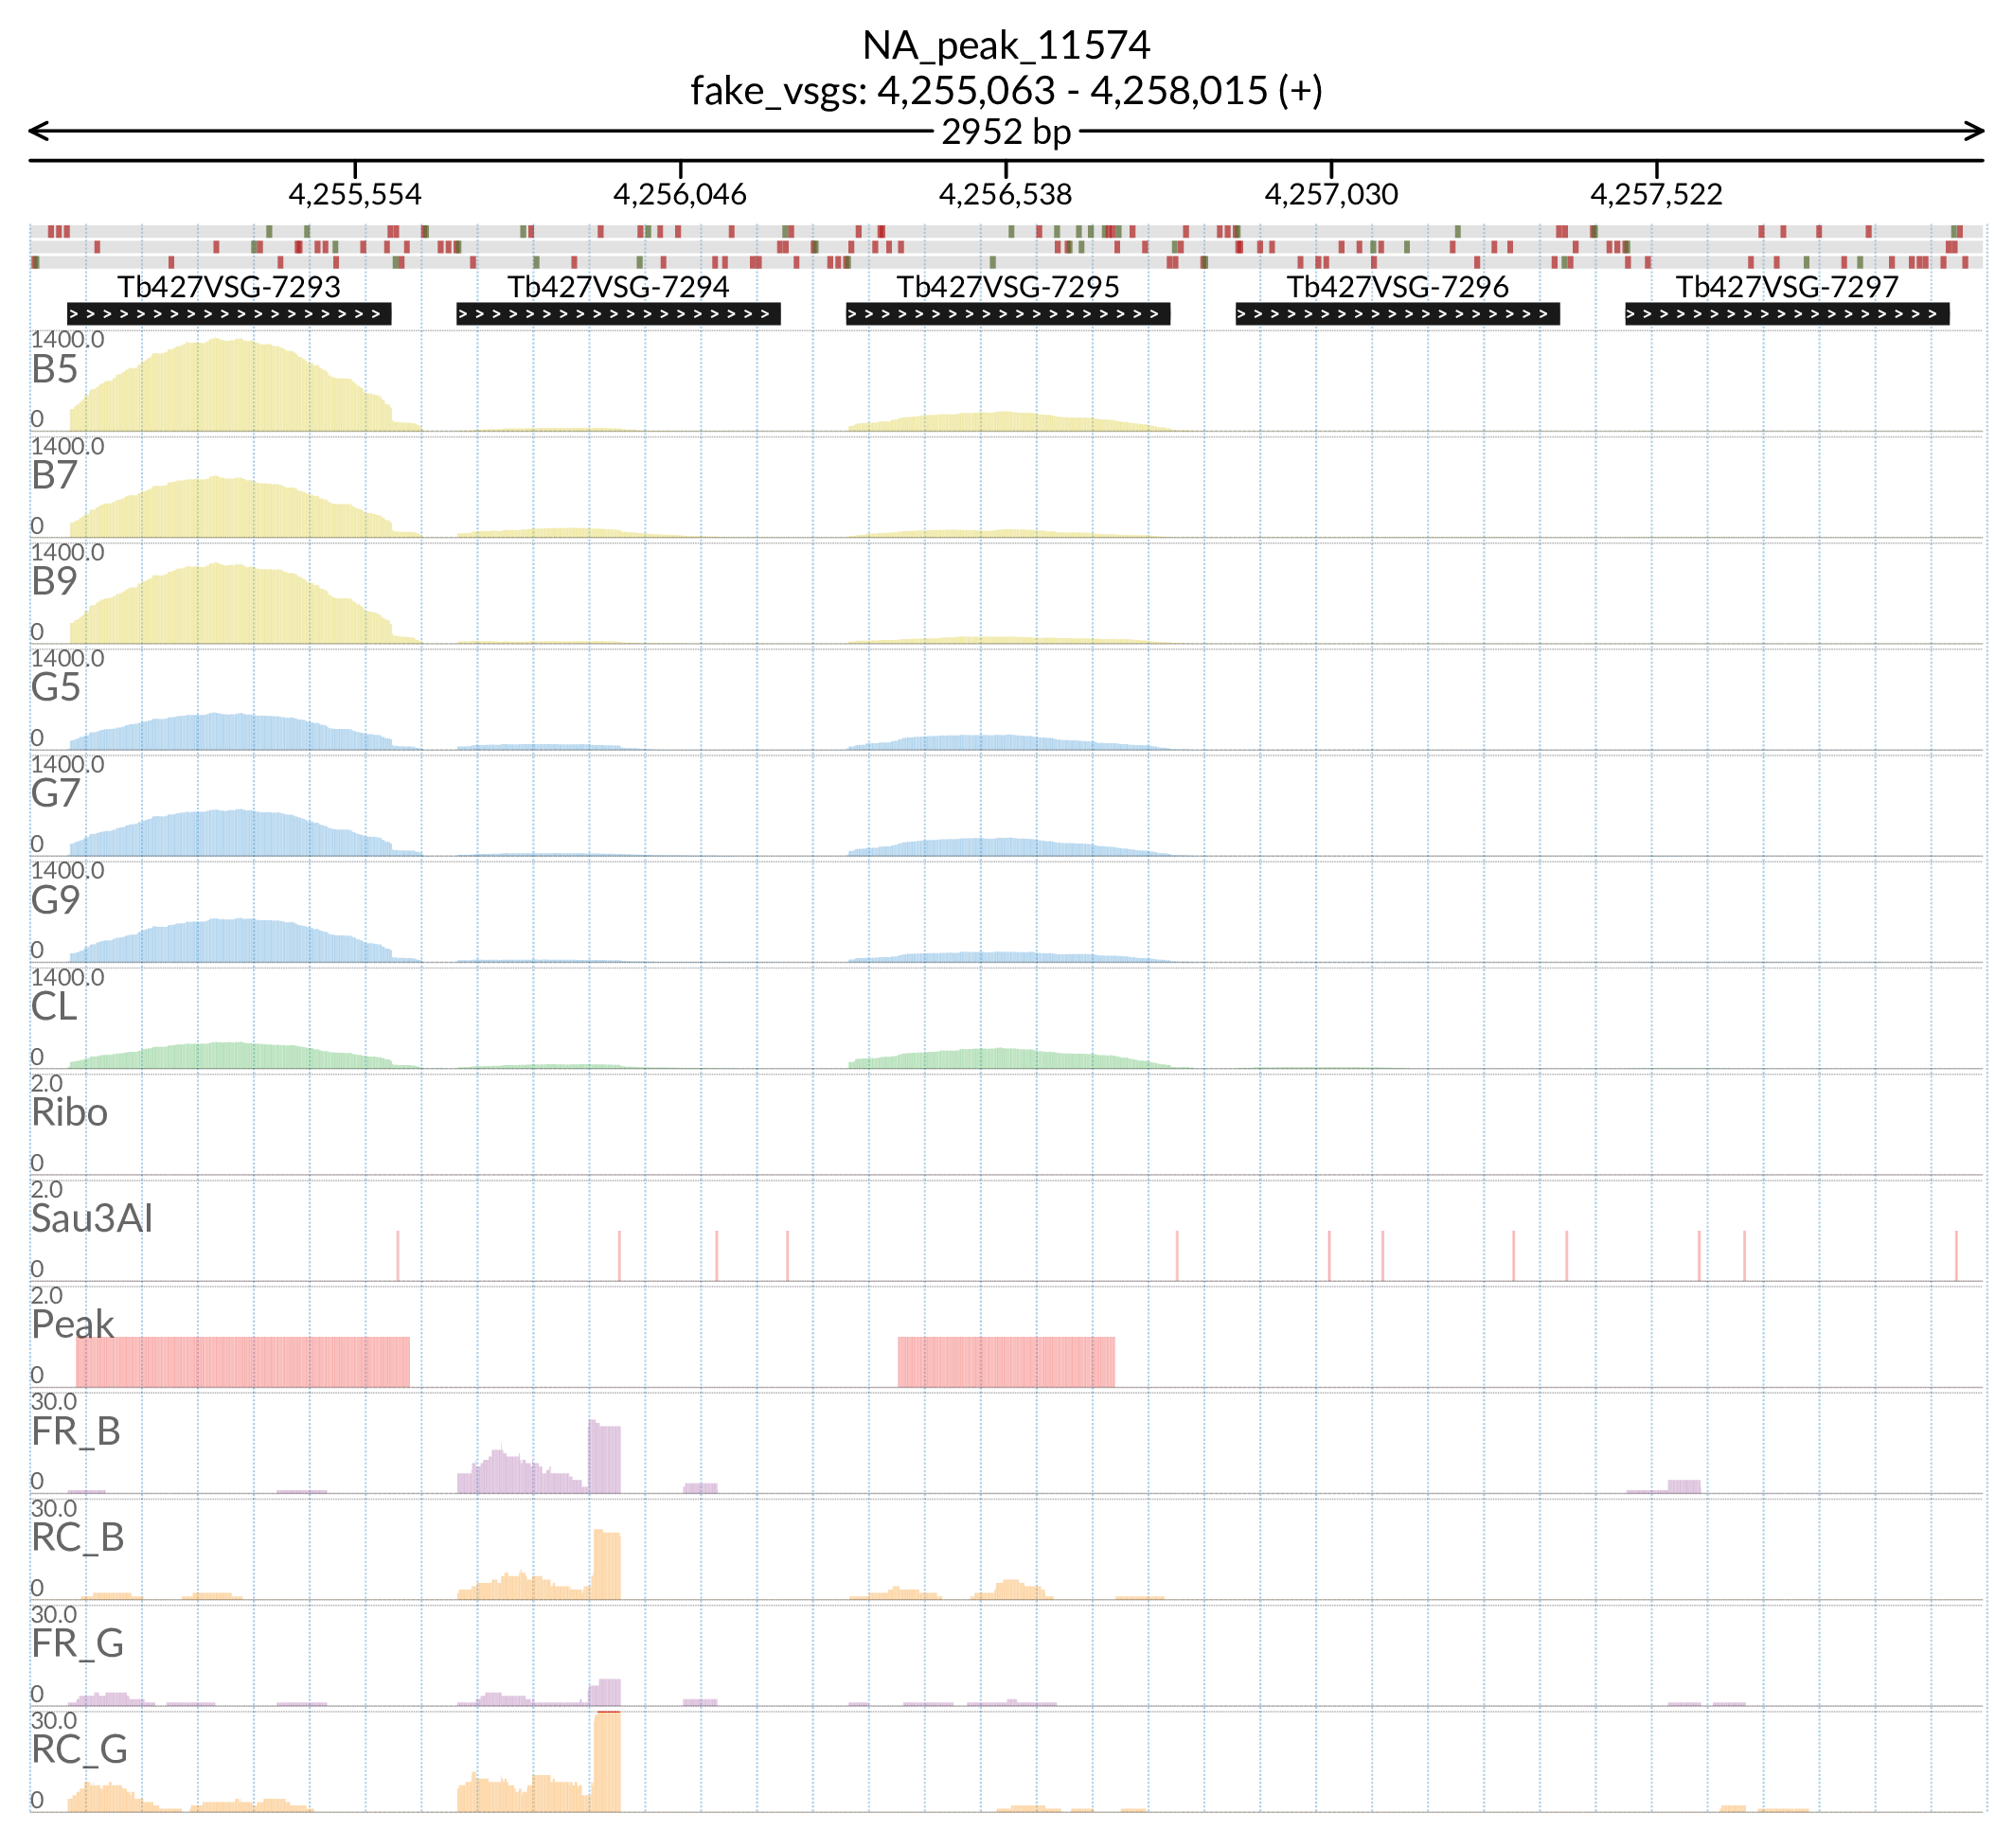 NA_peak_11574
fake_vsgs: 4,255,063 - 4,258,015 (+)
2952 bp
4,255,554 4,256,046 4,256,538 4,257,030 4,257,522
Tb427VSG-7293 Tb427VSG-7294 Tb427VSG-7295 Tb427VSG-7296 Tb427VSG-7297
1400.0
B5
0
1400.0
B7
0
1400.0
B9
0
1400.0
G5
0
1400.0
G7
0
1400.0
G9
0
1400.0
CL
0
2.0
Ribo
0
2.0
Sau3AI
0
2.0
Peak
0
30.0
FR_B
0
30.0
RC_B
0
30.0
FR_G
0
30.0
RC_G
0